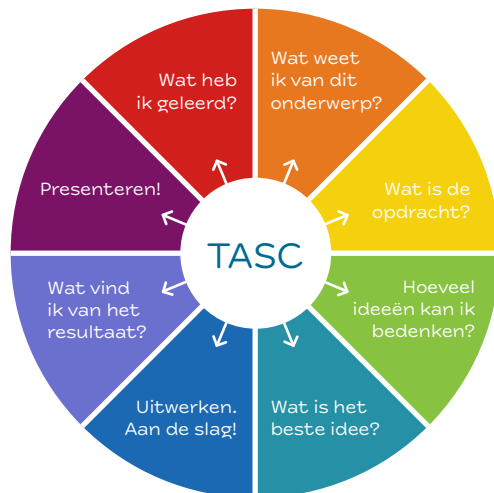 Wat weet
ik van dit
onderwerp?
Wat is de
opdracht?
Hoeveel
ideeën kan ik
bedenken?
Wat is het
beste idee?
Uitwerken.
Aan de slag!
Wat vind
ik van het
resultaat?
Presenteren!
Wat heb
ik geleerd?
TASC